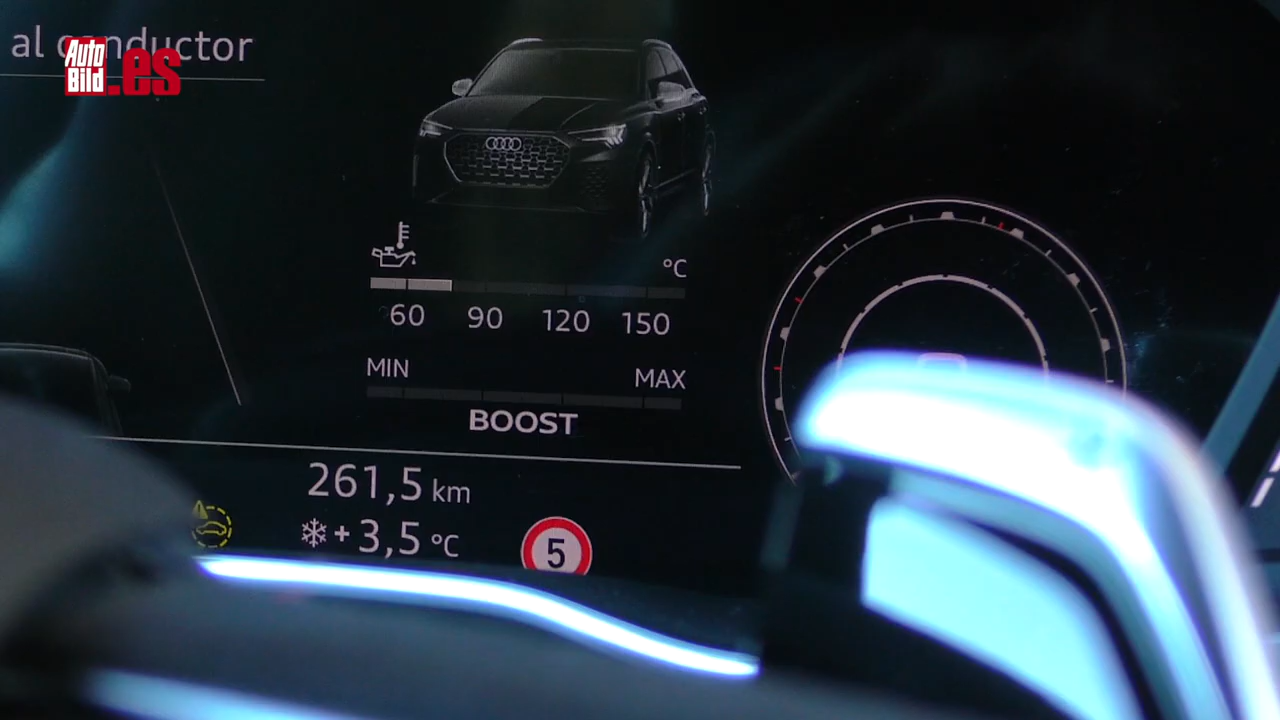 al conductor
Auto
Bild
.es
°C
60 90 120 150
MIN MAX
BOOST
261,5 km
+3,5 °C
5